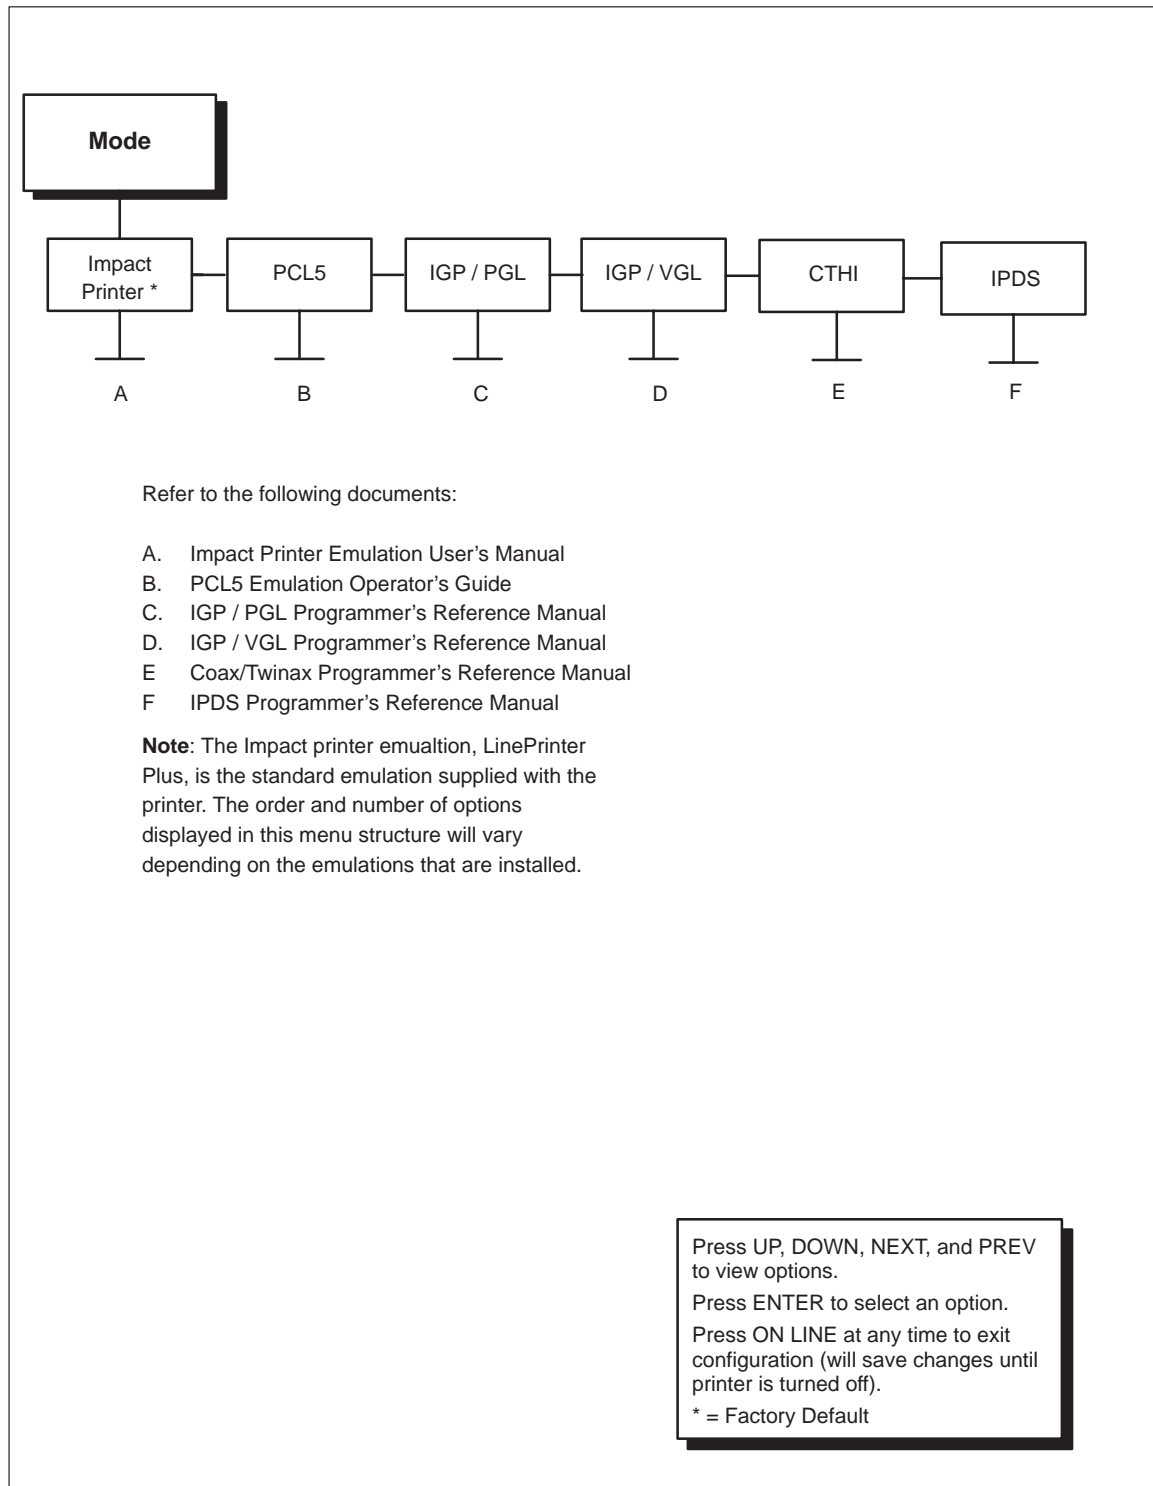 Mode
Impact
Printer *
PCL5
IGP / PGL
IGP / VGL
CTHI
IPDS
A
B
C
D
E
F
Refer to the following documents:
A. Impact Printer Emulation User's Manual
B. PCL5 Emulation Operator's Guide
C. IGP / PGL Programmer's Reference Manual
D. IGP / VGL Programmer's Reference Manual
E Coax/Twinax Programmer's Reference Manual
F IPDS Programmer's Reference Manual
Note: The Impact printer emualtion, LinePrinter
Plus, is the standard emulation supplied with the
printer. The order and number of options
displayed in this menu structure will vary
depending on the emulations that are installed.
Press UP, DOWN, NEXT, and PREV
to view options.
Press ENTER to select an option.
Press ON LINE at any time to exit
configuration (will save changes until
printer is turned off).
* = Factory Default